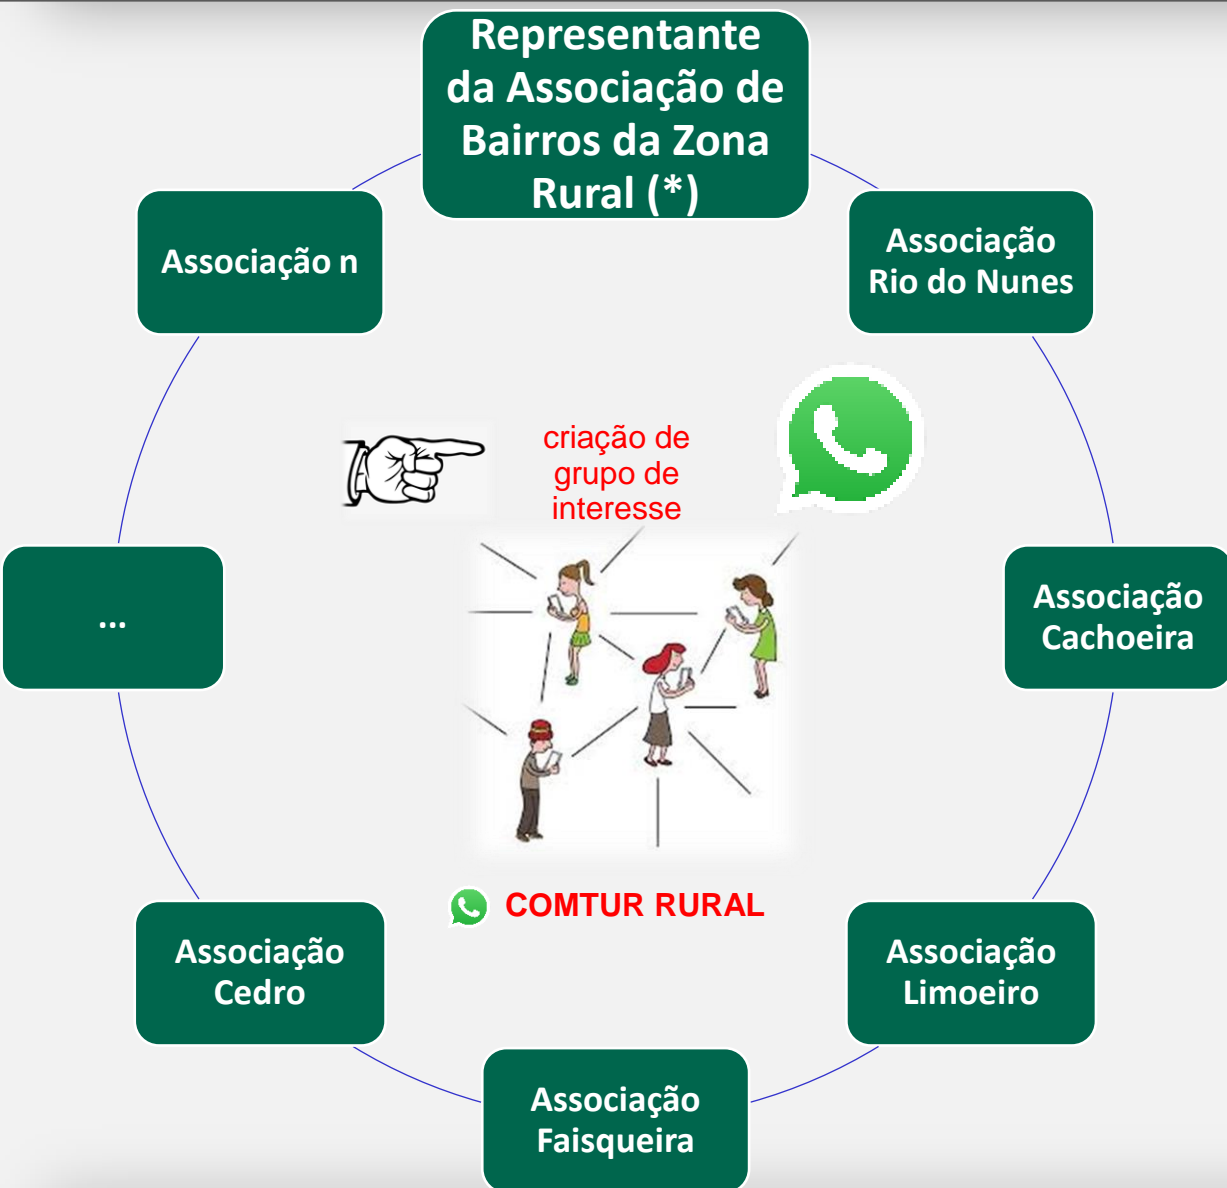 Representante
da Associação de
Bairros da Zona
Rural (*)
Associação n
Associação
Rio do Nunes
criação de
grupo de
interesse
...
Associação
Cachoeira
COMTUR RURAL
Associação
Cedro
Associação
Limoeiro
Associação
Faisqueira